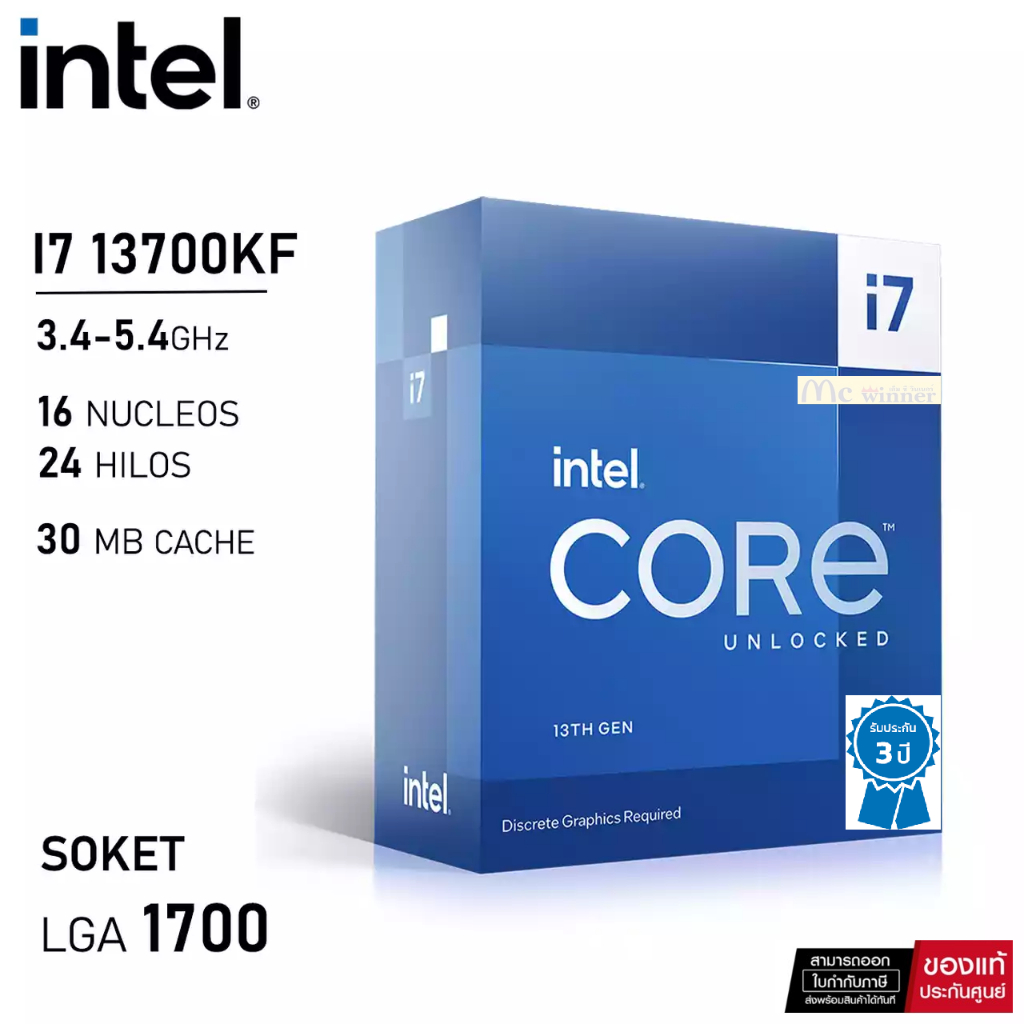 intel®
I7 13700KF
3.4-5.4GHz
16 NUCLEOS
24 HILOS
30 MB CACHE
SOKET
LGA 1700
i7
i7
Mc winner
intel.
CORE™
UNLOCKED
13TH GEN
intel.
Discrete Graphics Required
รับประกัน
3 ปี
สามารถออก
ใบกำกับภาษี
ส่งพร้อมสินค้าได้ทันที
ของแท้
ประกันศูนย์